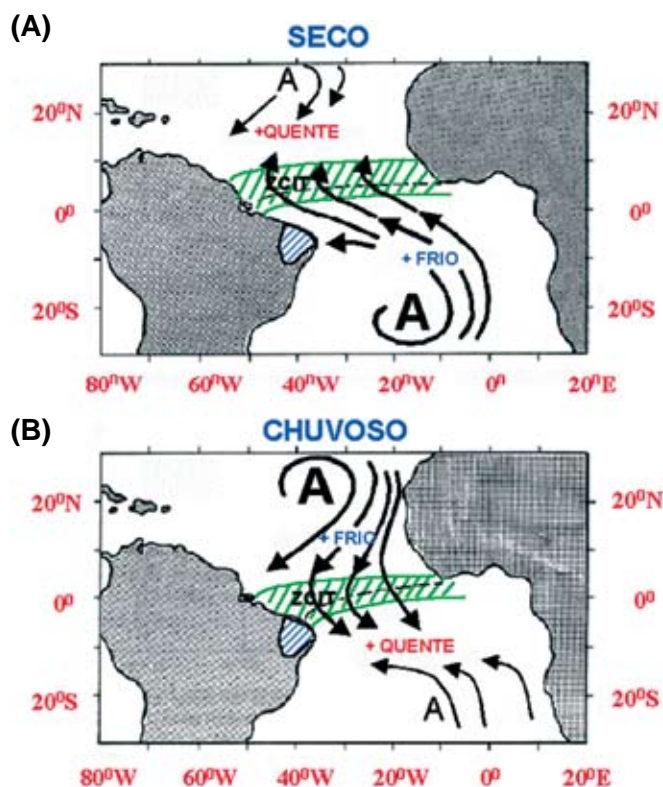 (A)
SECO
20⁰N
A
+QUENTE
20⁰N
ZCIT
0⁰
0⁰
+ FRIO
20⁰S
A
20⁰S
80⁰W 60⁰W 40⁰W 20⁰W 0⁰ 20⁰E
(B)
CHUVOSO
20⁰N
A
20⁰N
+ FRIO
0⁰
ZCIT
0⁰
+ QUENTE
20⁰S
A
20⁰S
80⁰W 60⁰W 40⁰W 20⁰W 0⁰ 20⁰E